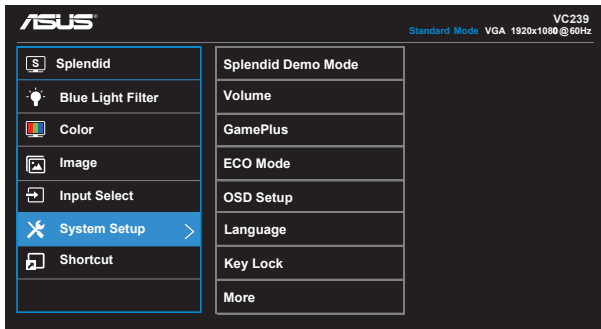 ASUS
VC239
Standard Mode VGA 1920x1080@60Hz
S Splendid
Blue Light Filter
Color
Image
Input Select
System Setup >
Shortcut
Splendid Demo Mode
Volume
GamePlus
ECO Mode
OSD Setup
Language
Key Lock
More